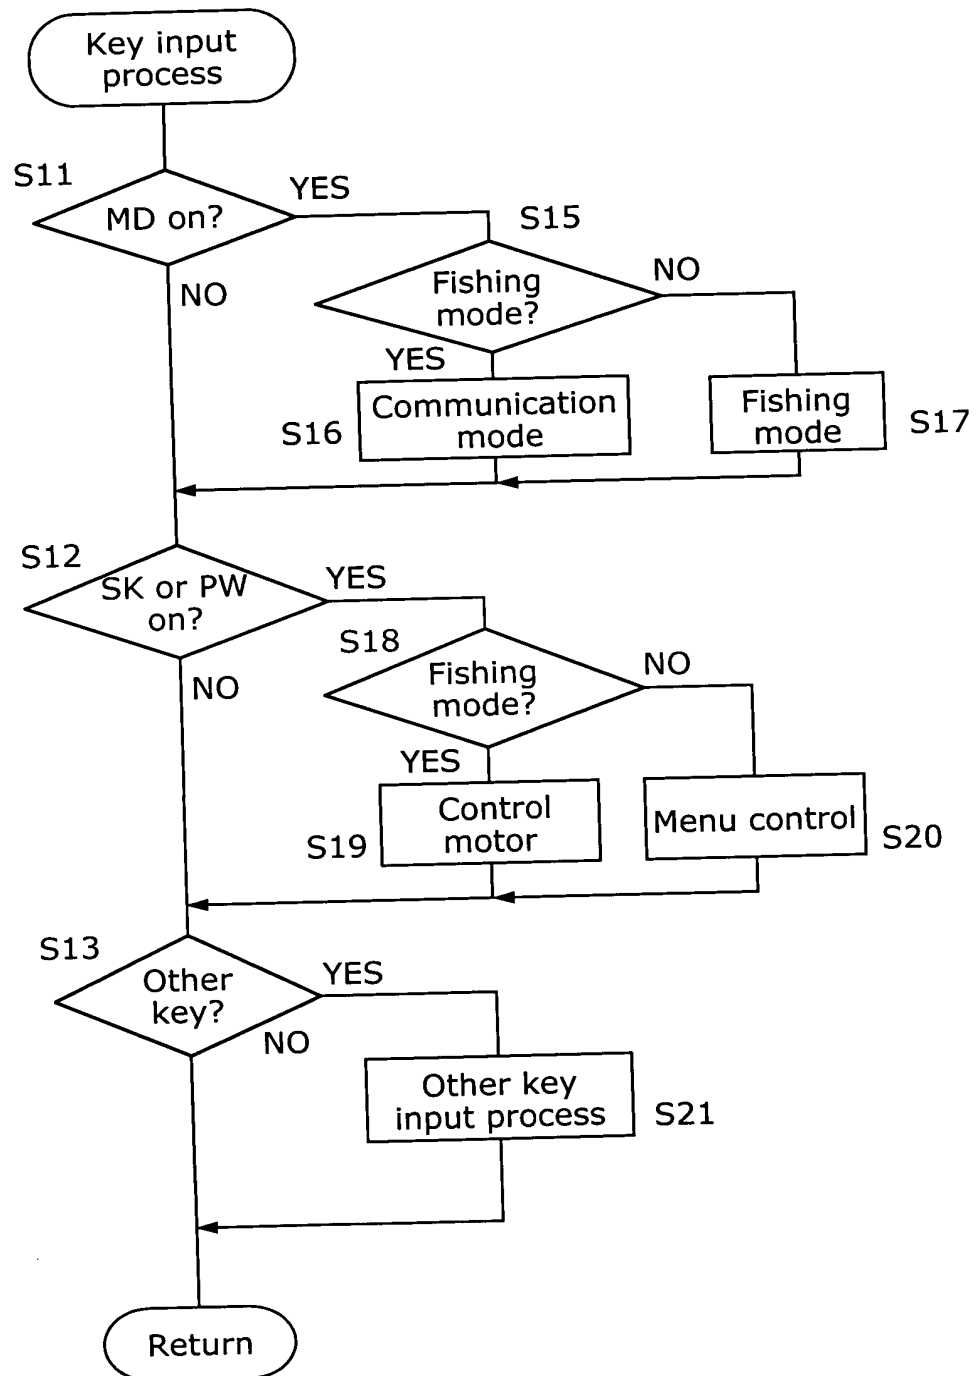 Key input
process
S11
YES
MD on?
S15
NO
Fishing
mode?
NO
YES
Communication
mode
S16
Fishing
mode
S17
S12
SK or PW
on?
YES
S18
NO
Fishing
mode?
NO
YES
Control
motor
S19
Menu control
S20
S13
Other
key?
YES
NO
Other key
input process
S21
Return